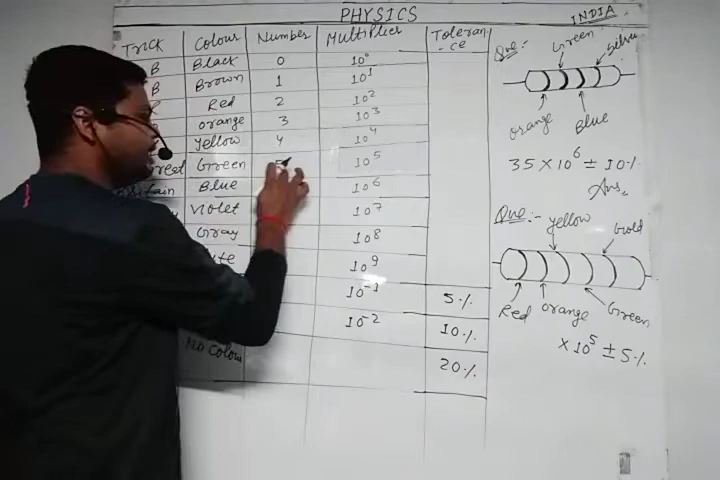 PHYSICS
INDIA
Trick Colour Number Multiplier Toleran
-ce
B Black 0 10⁰
B Brown 1 10¹
Red 2 10²
orange 3 10³
yellow 4 10⁴
Green 5 10⁵
Blue 10⁶
Violet 10⁷
Gray 10⁸
10⁹
10⁻¹ 5%
10⁻² 10%
No Colour 20%
Que:-
Green
Silver
orange
Blue
35 × 10⁶ ± 10%
Ans.
Que:- yellow
Gold
Red orange Green
× 10⁵ ± 5%